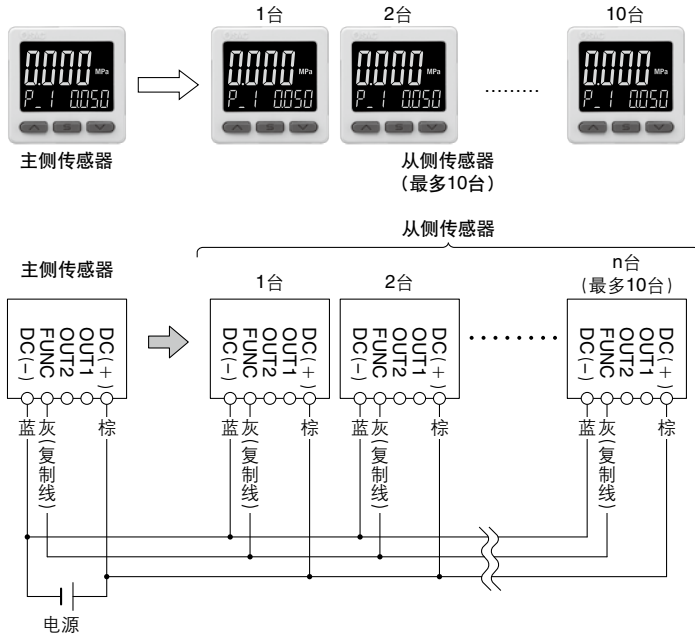 1台
2台
10台
0.000 MPa
P_1 0.050
0.000 MPa
P_1 0.050
0.000 MPa
P_1 0.050
0.000 MPa
P_1 0.050
S
S
S
S
主侧传感器
从侧传感器
(最多10台)
………
从侧传感器
主侧传感器
1台
2台
n台
(最多10台)
DC(−)
FUNC
OUT2
OUT1
DC(+)
DC(−)
FUNC
OUT2
OUT1
DC(+)
DC(−)
FUNC
OUT2
OUT1
DC(+)
DC(−)
FUNC
OUT2
OUT1
DC(+)
蓝
灰(复制线)
棕
蓝
灰(复制线)
棕
蓝
灰(复制线)
棕
蓝
灰(复制线)
棕
电源